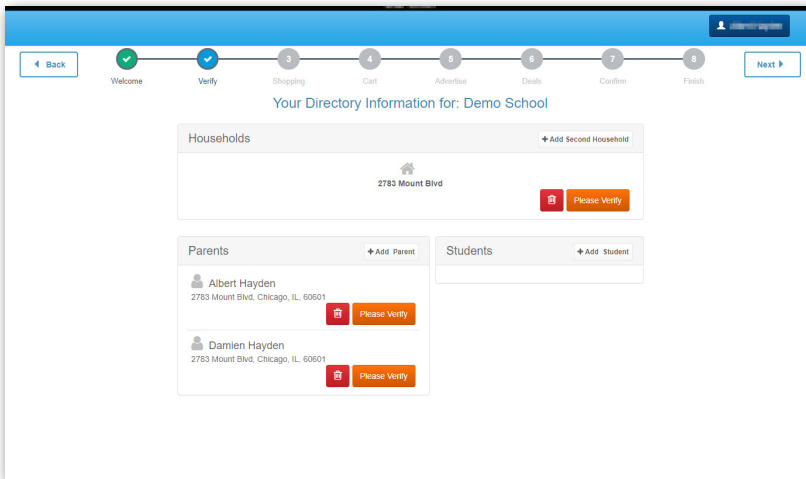 Back
3
4
5
6
7
8
Next
Welcome
Verify
Shopping
Cart
Advertise
Deals
Confirm
Finish
Your Directory Information for: Demo School
Households
+ Add Second Household
2783 Mount Blvd
Please Verify
Parents
+ Add Parent
Students
+ Add Student
Albert Hayden
2783 Mount Blvd, Chicago, IL, 60601
Please Verify
Damien Hayden
2783 Mount Blvd, Chicago, IL, 60601
Please Verify